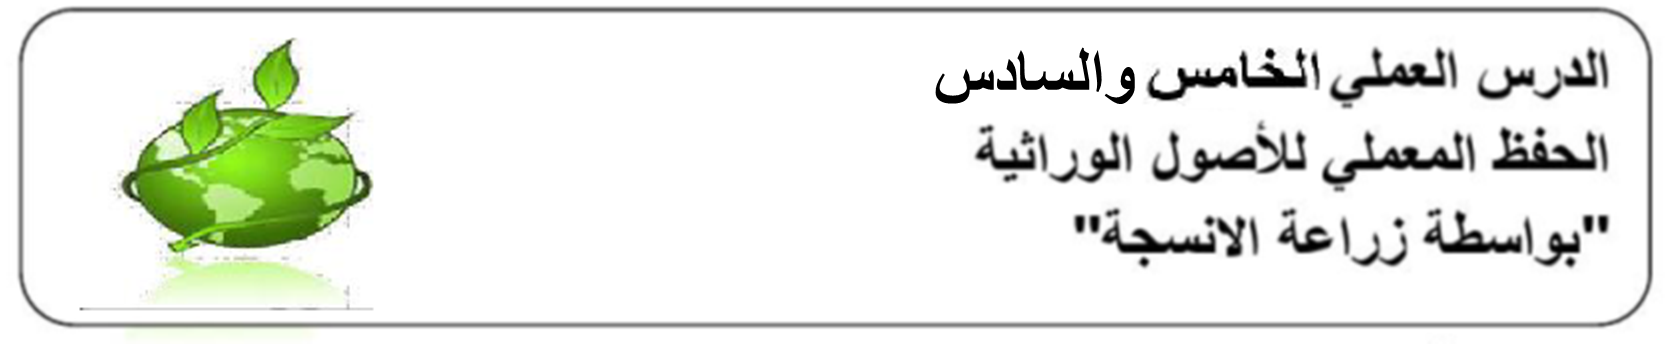 الدرس العملي الخامس والسادس
الحفظ المعملي للأصول الوراثية
"بواسطة زراعة الانسجة"